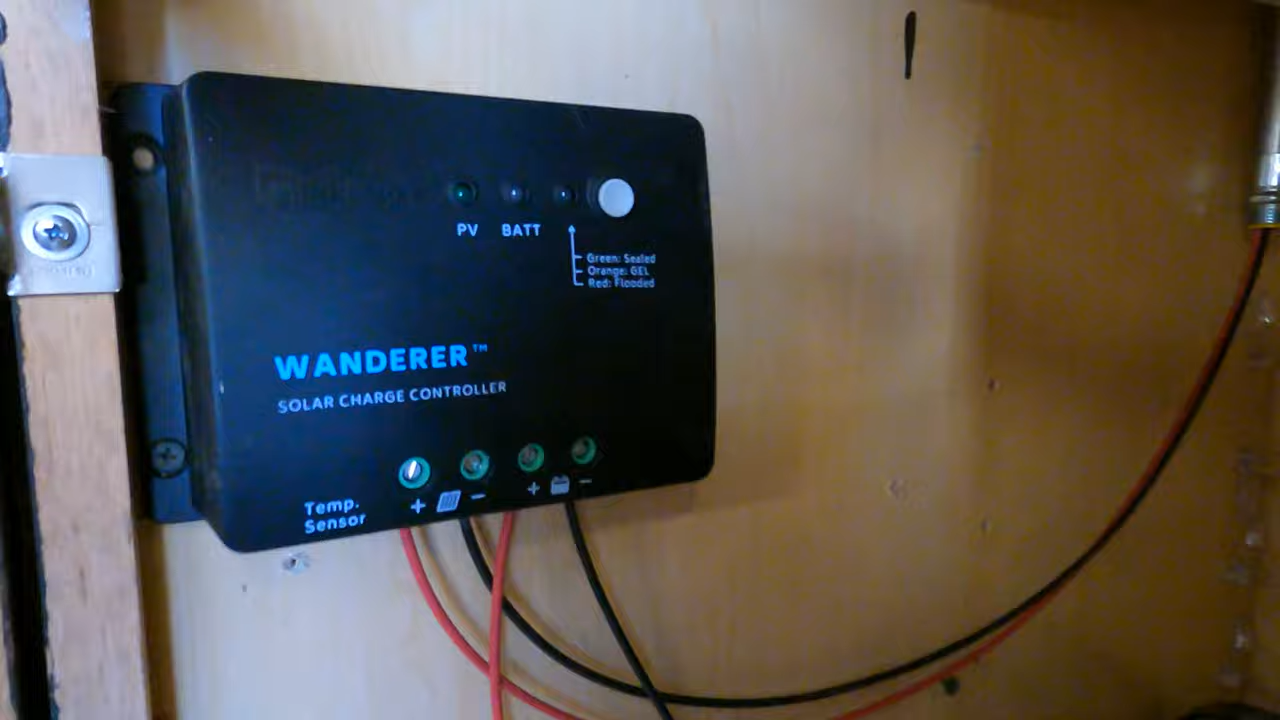 PV BATT
Green: Sealed
Orange: GEL
Red: Flooded
WANDERER™
SOLAR CHARGE CONTROLLER
+ - + -
Temp.
Sensor